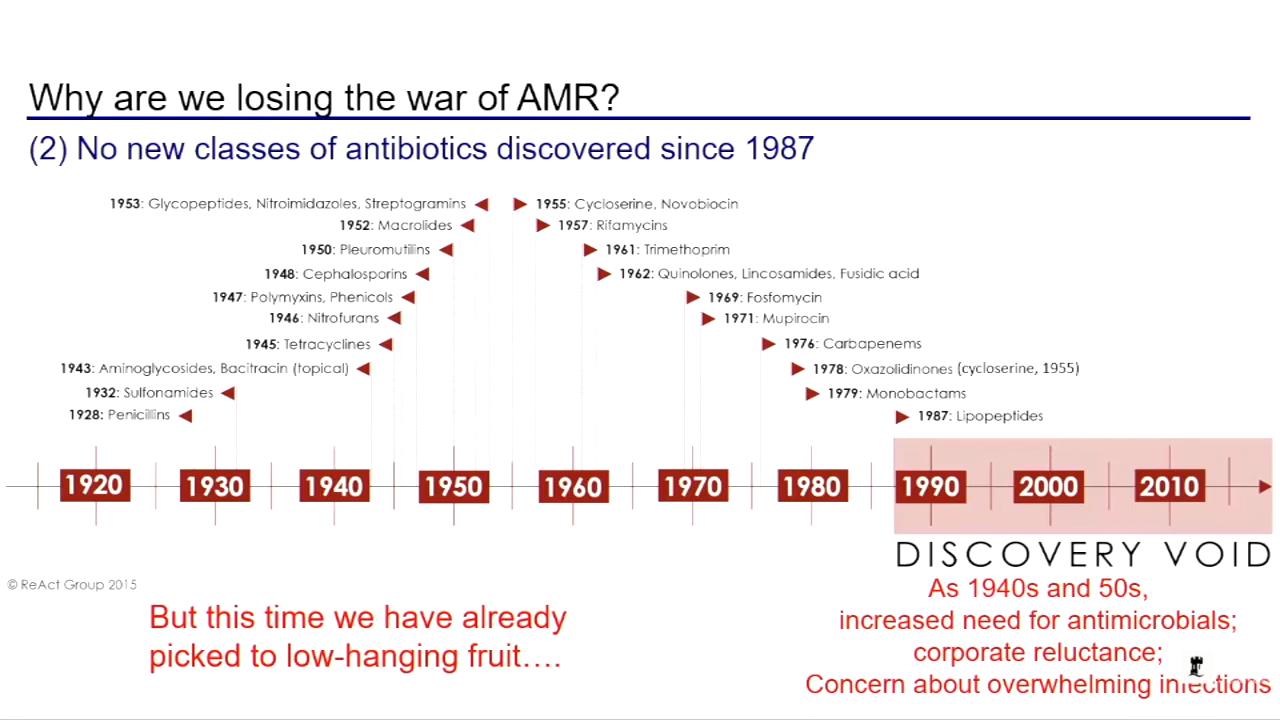 Why are we losing the war of AMR?
(2) No new classes of antibiotics discovered since 1987
1953: Glycopeptides, Nitroimidazoles, Streptogramins
1952: Macrolides
1950: Pleuromutilins
1948: Cephalosporins
1947: Polymyxins, Phenicols
1946: Nitrofurans
1945: Tetracyclines
1943: Aminoglycosides, Bacitracin (topical)
1932: Sulfonamides
1928: Penicillins
1955: Cycloserine, Novobiocin
1957: Rifamycins
1961: Trimethoprim
1962: Quinolones, Lincosamides, Fusidic acid
1969: Fosfomycin
1971: Mupirocin
1976: Carbapenems
1978: Oxazolidinones (cycloserine, 1955)
1979: Monobactams
1987: Lipopeptides
1920 1930 1940 1950 1960 1970 1980 1990 2000 2010
DISCOVERY VOID
© ReAct Group 2015
But this time we have already
picked to low-hanging fruit….
As 1940s and 50s,
increased need for antimicrobials;
corporate reluctance;
Concern about overwhelming infections